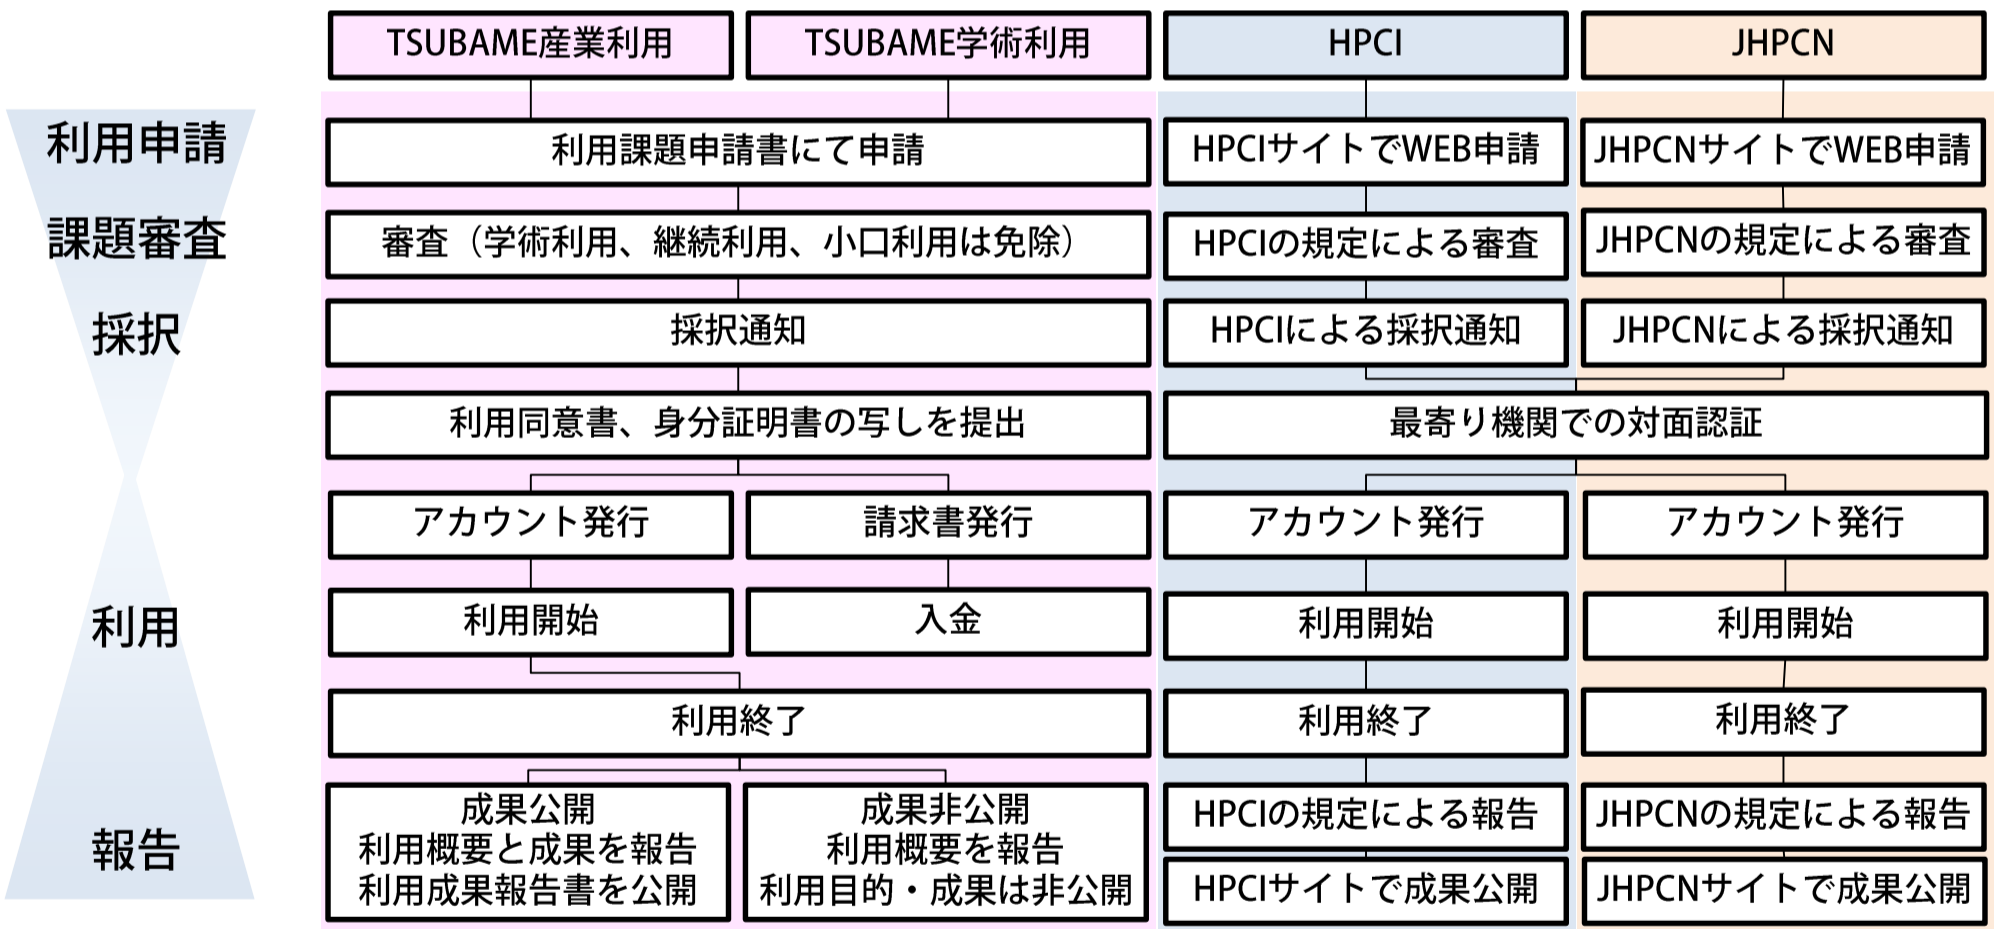 TSUBAME産業利用
TSUBAME学術利用
HPCI
JHPCN
利用申請
利用課題申請書にて申請
HPCIサイトでWEB申請
JHPCNサイトでWEB申請
課題審査
審査（学術利用、継続利用、小口利用は免除）
HPCIの規定による審査
JHPCNの規定による審査
採択
採択通知
HPCIによる採択通知
JHPCNによる採択通知
利用同意書、身分証明書の写しを提出
最寄り機関での対面認証
アカウント発行
請求書発行
アカウント発行
アカウント発行
利用
利用開始
入金
利用開始
利用開始
利用終了
利用終了
利用終了
報告
成果公開
利用概要と成果を報告
利用成果報告書を公開
成果非公開
利用概要を報告
利用目的・成果は非公開
HPCIの規定による報告
JHPCNの規定による報告
HPCIサイトで成果公開
JHPCNサイトで成果公開